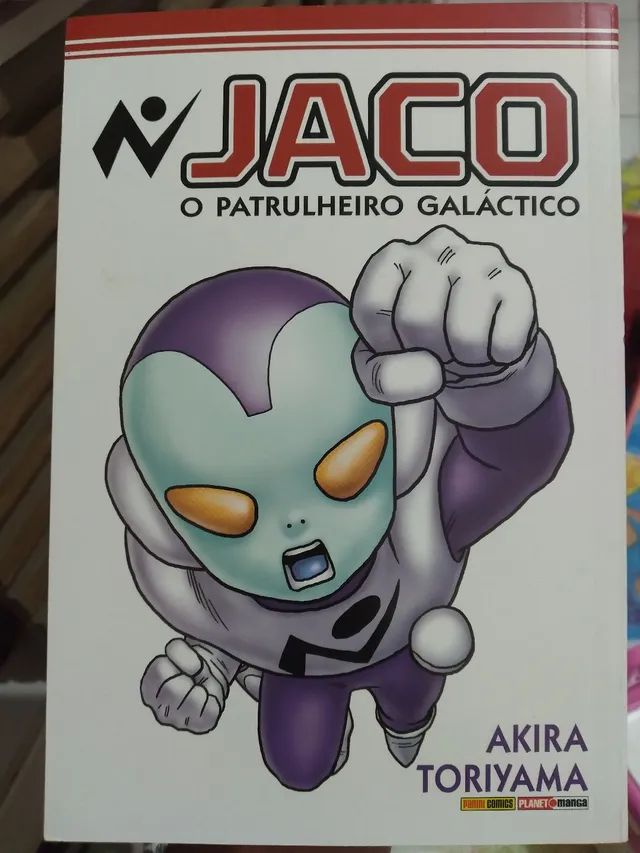 JACO
O PATRULHEIRO GALÁCTICO
AKIRA
TORIYAMA
PANINI COMICS PLANET manga